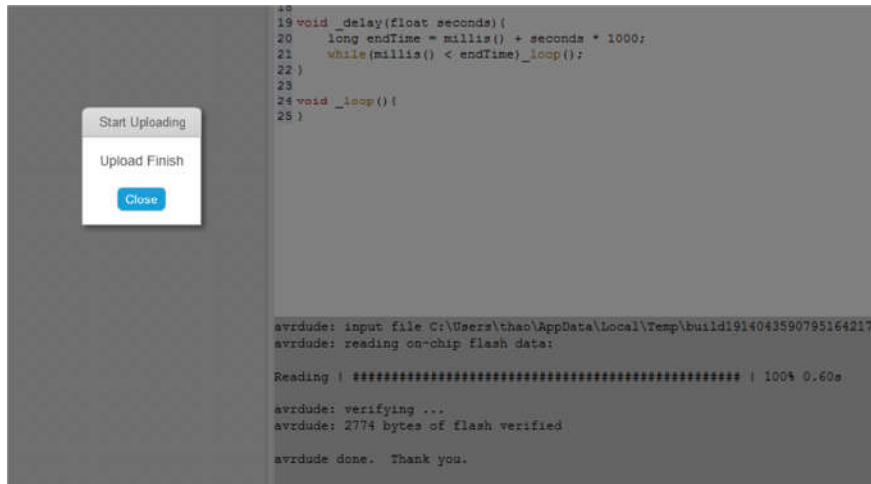 Start Uploading
Upload Finish
Close
18
19 void _delay(float seconds){
20 long endTime = millis() + seconds * 1000;
21 while(millis() < endTime)_loop();
22 }
23
24 void _loop(){
25 }
avrdude: input file C:\Users\thao\AppData\Local\Temp\build1914043590795164217
avrdude: reading on-chip flash data:
Reading | ################################################## | 100% 0.60s
avrdude: verifying ...
avrdude: 2774 bytes of flash verified
avrdude done. Thank you.